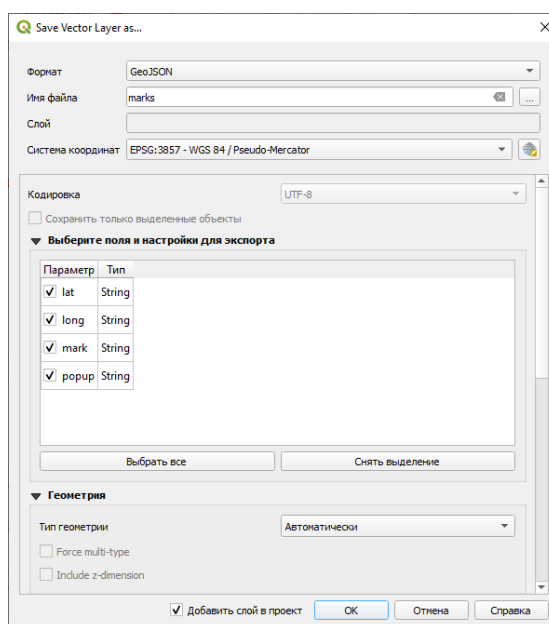 Save Vector Layer as...
Формат GeoJSON
Имя файла marks ...
Слой
Система координат EPSG:3857 - WGS 84 / Pseudo-Mercator
Кодировка UTF-8
Сохранить только выделенные объекты
Выберите поля и настройки для экспорта
Параметр Тип
lat String
long String
mark String
popup String
Выбрать все Снять выделение
Геометрия
Тип геометрии Автоматически
Force multi-type
Include z-dimension
Добавить слой в проект OK Отмена Справка